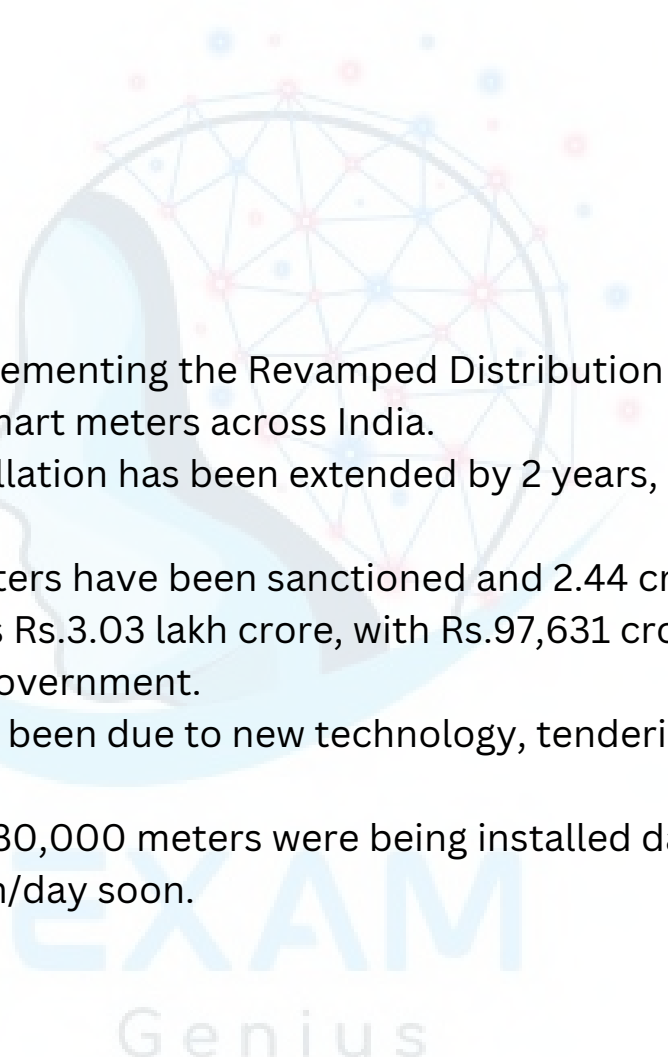 ementing the Revamped Distribution
mart meters across India.
llation has been extended by 2 years,
ters have been sanctioned and 2.44 cr
s Rs.3.03 lakh crore, with Rs.97,631 cro
overnment.
been due to new technology, tenderi
80,000 meters were being installed da
n/day soon.
EXAM
Genius